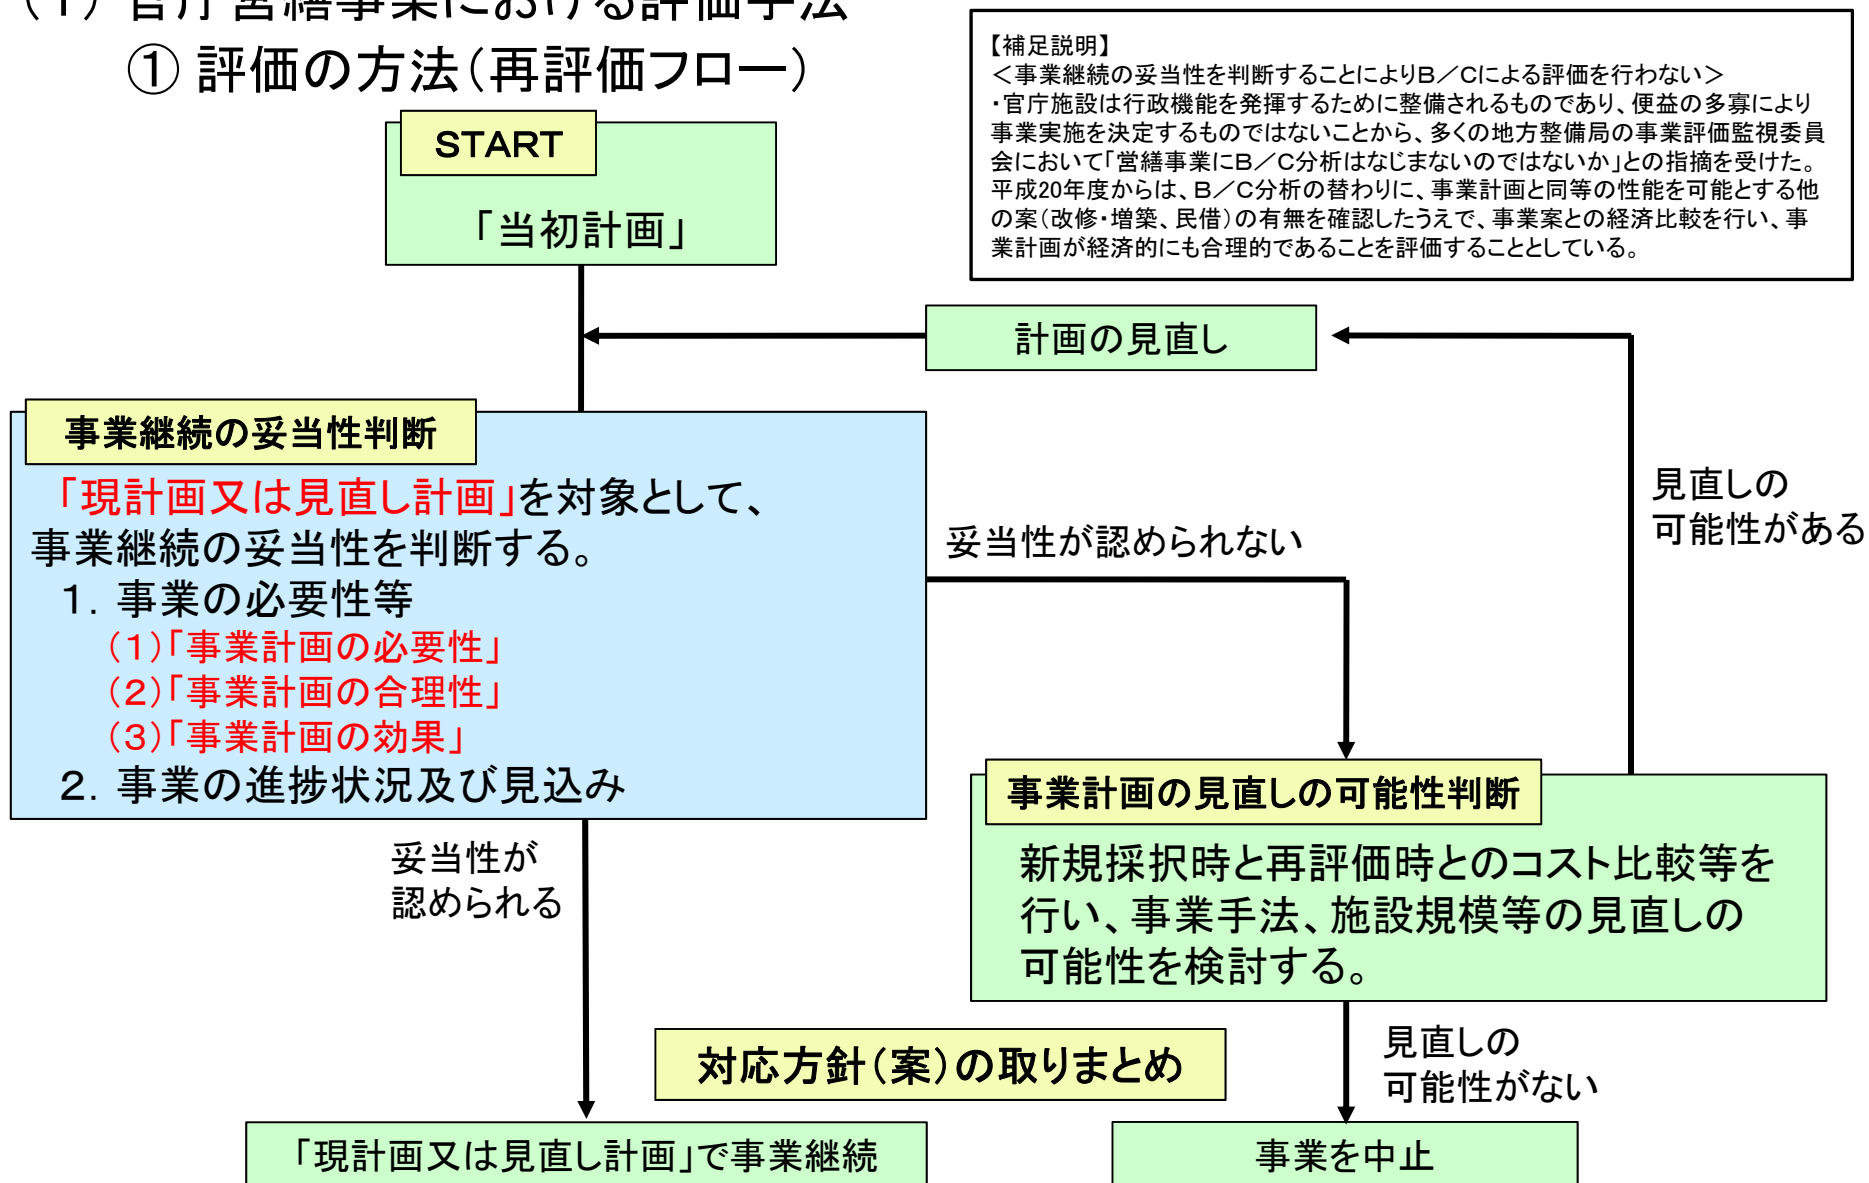 (1) 官庁営繕事業における評価手法
① 評価の方法(再評価フロー)
【補足説明】
<事業継続の妥当性を判断することによりB/Cによる評価を行わない>
・官庁施設は行政機能を発揮するために整備されるものであり、便益の多寡により
事業実施を決定するものではないことから、多くの地方整備局の事業評価監視委員
会において「営繕事業にB/C分析はなじまないのではないか」との指摘を受けた。
平成20年度からは、B/C分析の替わりに、事業計画と同等の性能を可能とする他
の案(改修・増築、民借)の有無を確認したうえで、事業案との経済比較を行い、事
業計画が経済的にも合理的であることを評価することとしている。
START
「当初計画」
計画の見直し
事業継続の妥当性判断
「現計画又は見直し計画」を対象として、
事業継続の妥当性を判断する。
1. 事業の必要性等
(1)「事業計画の必要性」
(2)「事業計画の合理性」
(3)「事業計画の効果」
2. 事業の進捗状況及び見込み
妥当性が認められない
見直しの
可能性がある
事業計画の見直しの可能性判断
新規採択時と再評価時とのコスト比較等を
行い、事業手法、施設規模等の見直しの
可能性を検討する。
妥当性が
認められる
対応方針(案)の取りまとめ
見直しの
可能性がない
「現計画又は見直し計画」で事業継続
事業を中止